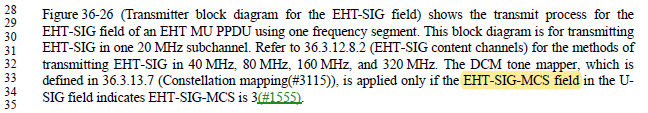 28 Figure 36-26 (Transmitter block diagram for the EHT-SIG field) shows the transmit process for the
29 EHT-SIG field of an EHT MU PPDU using one frequency segment. This block diagram is for transmitting
30 EHT-SIG in one 20 MHz subchannel. Refer to 36.3.12.8.2 (EHT-SIG content channels) for the methods of
31 transmitting EHT-SIG in 40 MHz, 80 MHz, 160 MHz, and 320 MHz. The DCM tone mapper, which is
32 defined in 36.3.13.7 (Constellation mapping(#3115)), is applied only if the EHT-SIG-MCS field in the U-
33 SIG field indicates EHT-SIG-MCS is 3(#1555).
34
35